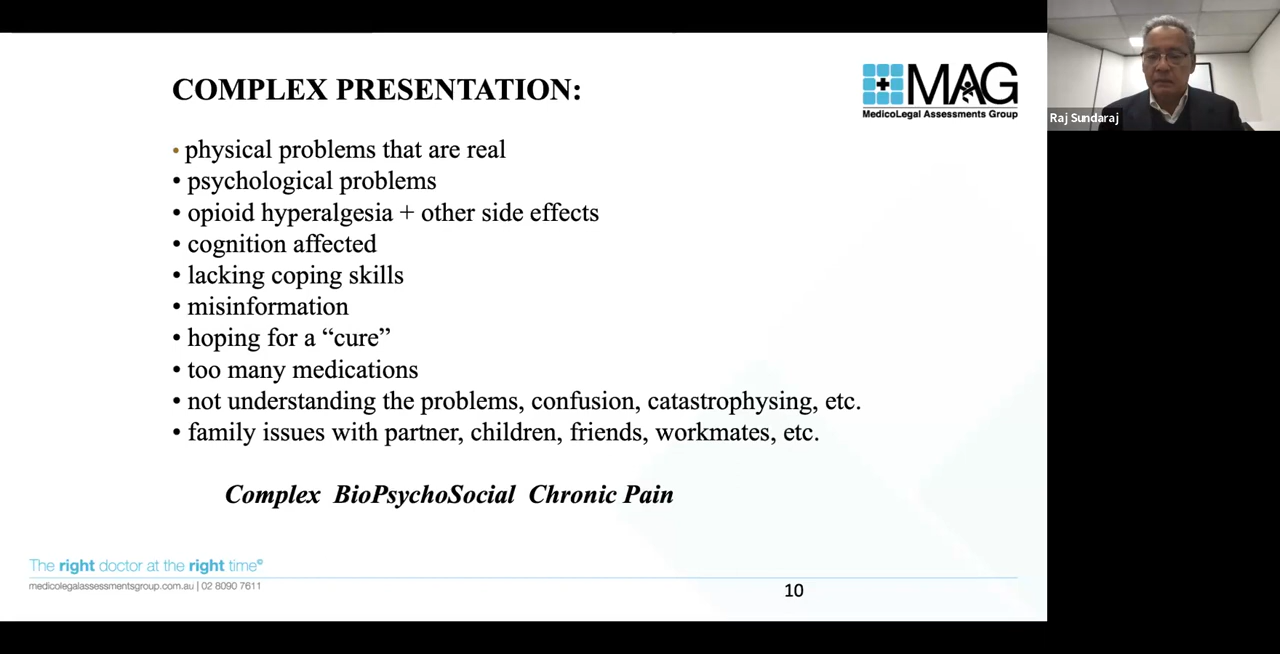 COMPLEX PRESENTATION:
MAG
MedicoLegal Assessments Group
Raj Sundaraj
• physical problems that are real
• psychological problems
• opioid hyperalgesia + other side effects
• cognition affected
• lacking coping skills
• misinformation
• hoping for a “cure”
• too many medications
• not understanding the problems, confusion, catastrophysing, etc.
• family issues with partner, children, friends, workmates, etc.
Complex BioPsychoSocial Chronic Pain
The right doctor at the right time©
medicolegalassessmentsgroup.com.au | 02 8090 7611
10